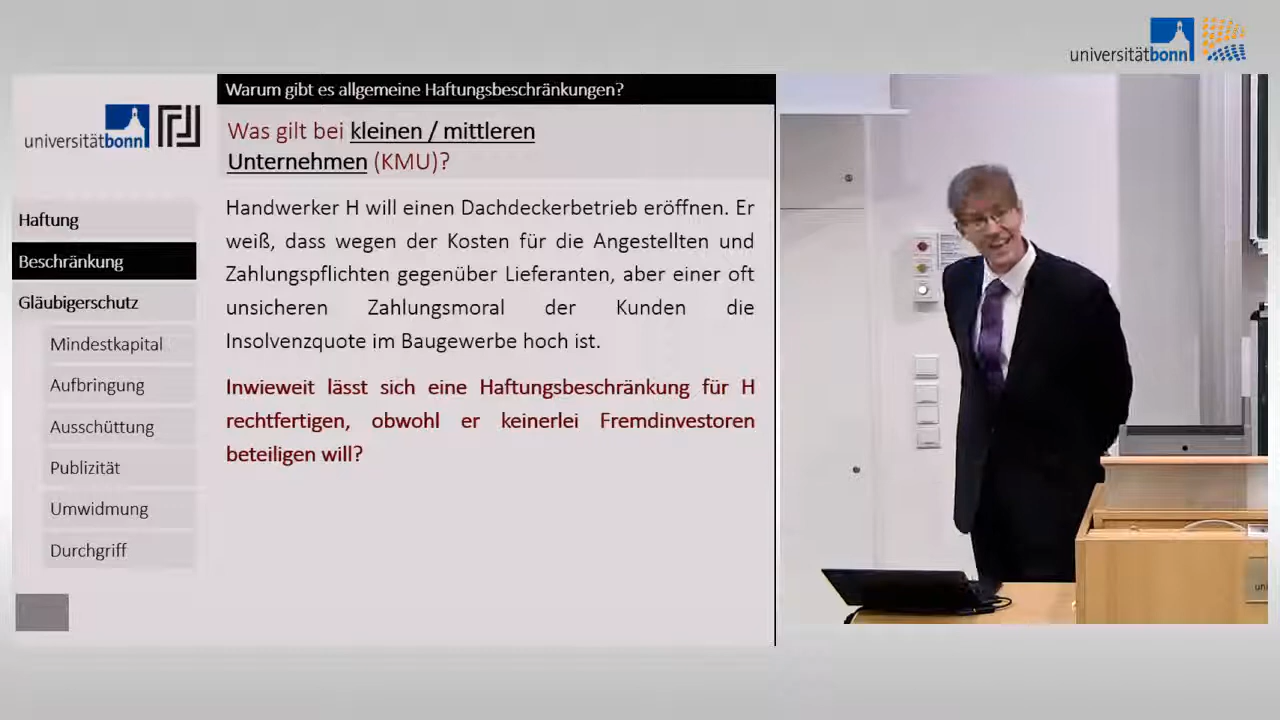 universitätbonn
Warum gibt es allgemeine Haftungsbeschränkungen?
universitätbonn
Was gilt bei kleinen / mittleren
Unternehmen (KMU)?
Haftung
Beschränkung
Gläubigerschutz
Mindestkapital
Aufbringung
Ausschüttung
Publizität
Umwidmung
Durchgriff
Handwerker H will einen Dachdeckerbetrieb eröffnen. Er
weiß, dass wegen der Kosten für die Angestellten und
Zahlungspflichten gegenüber Lieferanten, aber einer oft
unsicheren Zahlungsmoral der Kunden die
Insolvenzquote im Baugewerbe hoch ist.
Inwieweit lässt sich eine Haftungsbeschränkung für H
rechtfertigen, obwohl er keinerlei Fremdinvestoren
beteiligen will?